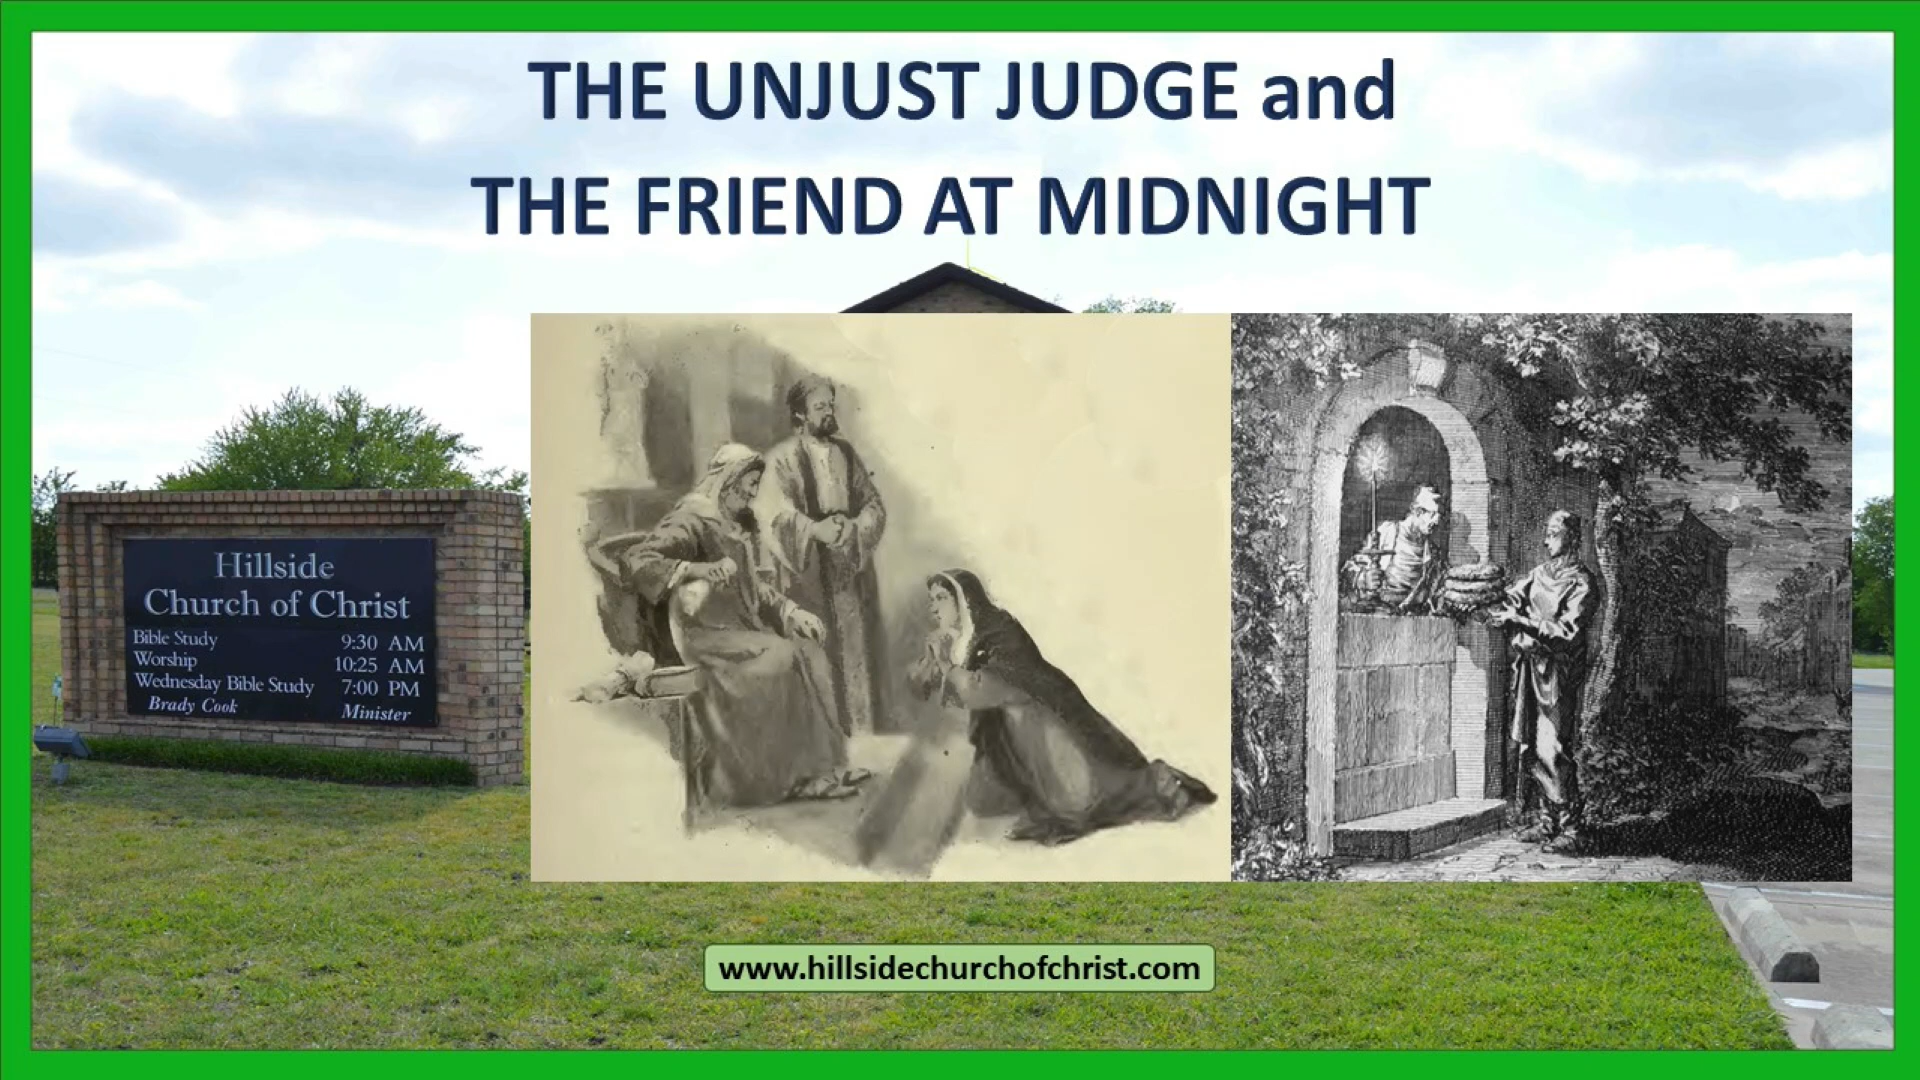 THE UNJUST JUDGE and
THE FRIEND AT MIDNIGHT
Hillside
Church of Christ
Bible Study 9:30 AM
Worship 10:25 AM
Wednesday Bible Study 7:00 PM
Brady Cook Minister
www.hillsidechurchofchrist.com